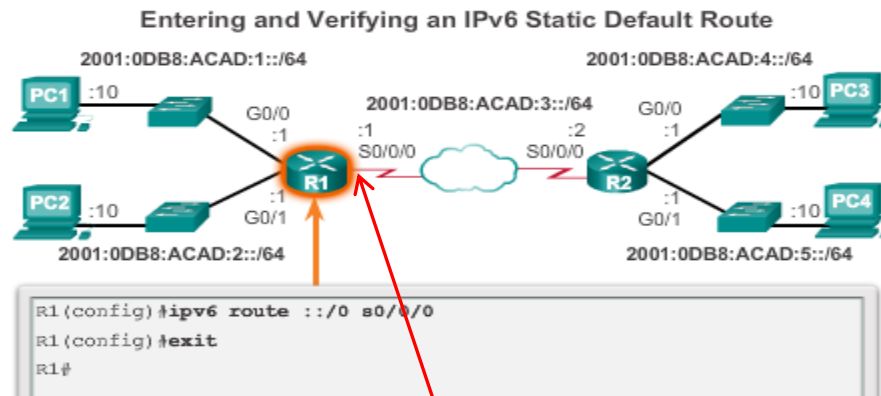 Entering and Verifying an IPv6 Static Default Route
2001:0DB8:ACAD:1::/64
2001:0DB8:ACAD:4::/64
PC1
:10
:10
PC3
G0/0
2001:0DB8:ACAD:3::/64
G0/0
:1
:1
:2
:1
S0/0/0
S0/0/0
R1
R2
PC2
:10
:1
G0/1
:1
G0/1
:10
PC4
2001:0DB8:ACAD:2::/64
2001:0DB8:ACAD:5::/64
R1(config)#ipv6 route ::/0 s0/0/0
R1(config)#exit
R1#